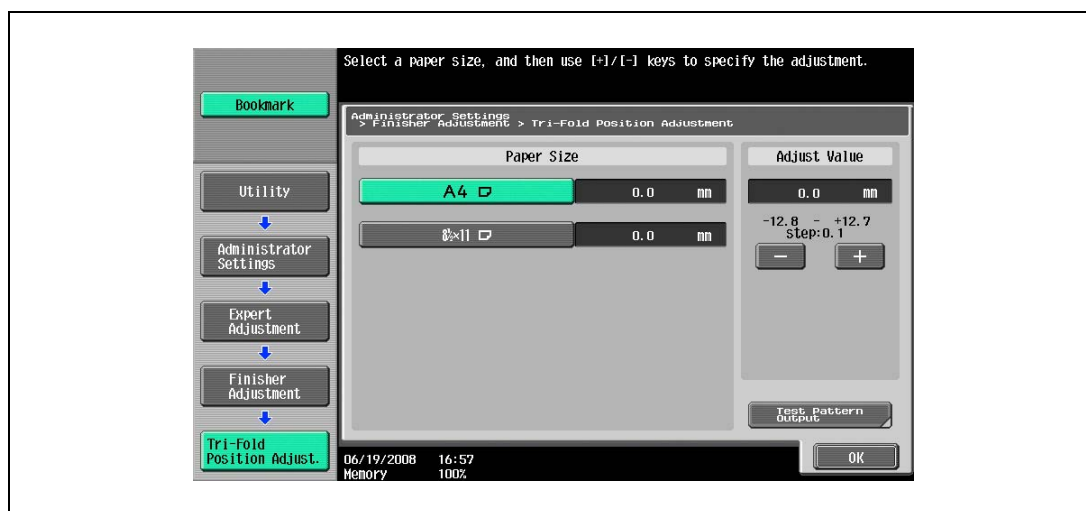 Select a paper size, and then use [+]/[-] keys to specify the adjustment.
Bookmark
Administrator Settings
> Finisher Adjustment > Tri-Fold Position Adjustment
Paper Size
Adjust Value
Utility
A4
0.0 mm
0.0 mm
8½×11
0.0 mm
-12.8 - +12.7
step:0.1
- +
Administrator
Settings
Expert
Adjustment
Finisher
Adjustment
Test Pattern
Output
Tri-Fold
Position Adjust.
06/19/2008 16:57
Memory 100%
OK